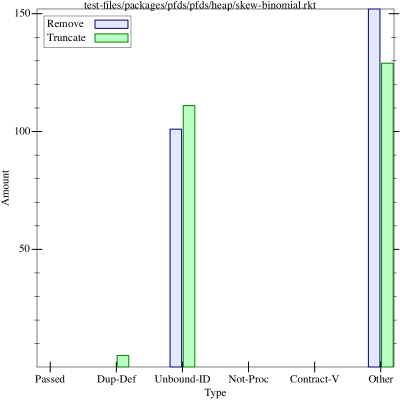 test-files/packages/pfds/pfds/heap/skew-binomial.rkt
150
Remove
Truncate
100
Amount
50
Passed Dup-Def Unbound-ID Not-Proc Contract-V Other
Type